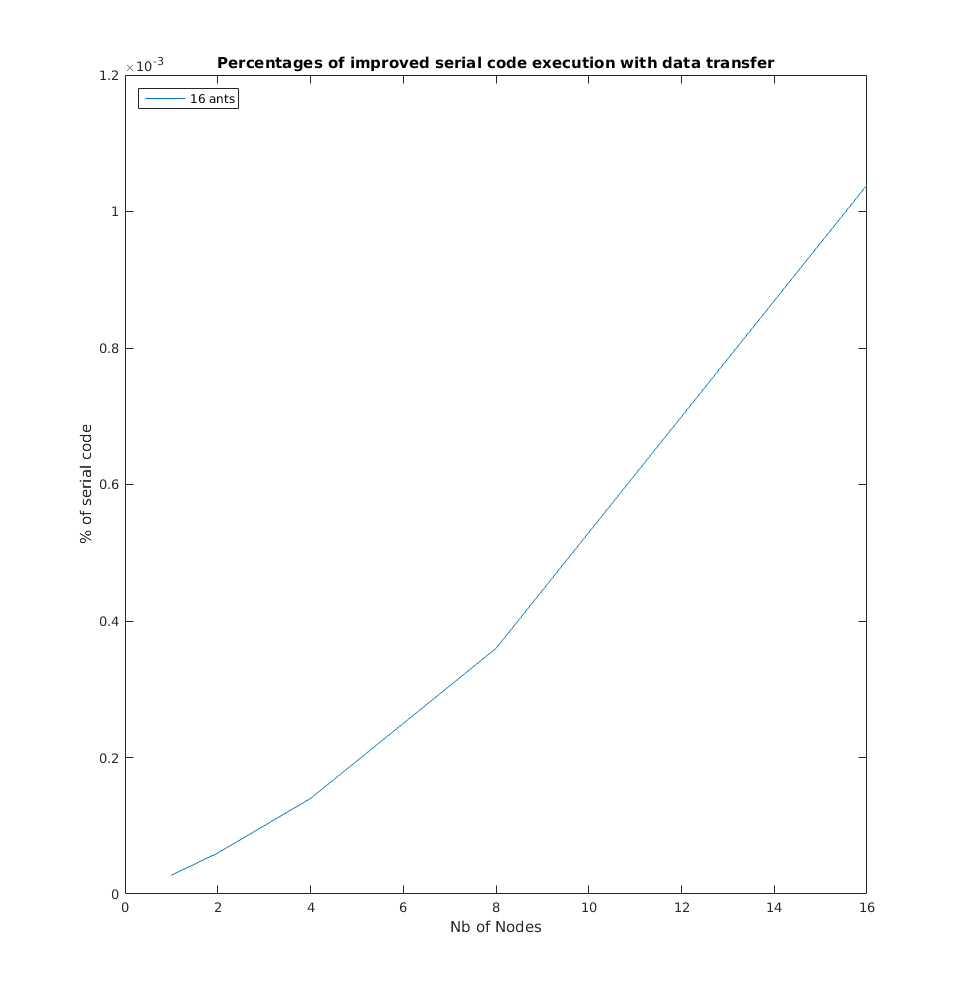 Percentages of improved serial code execution with data transfer
×10-3
16 ants
1.2
1
0.8
0.6
0.4
0.2
0
% of serial code
0 2 4 6 8 10 12 14 16
Nb of Nodes